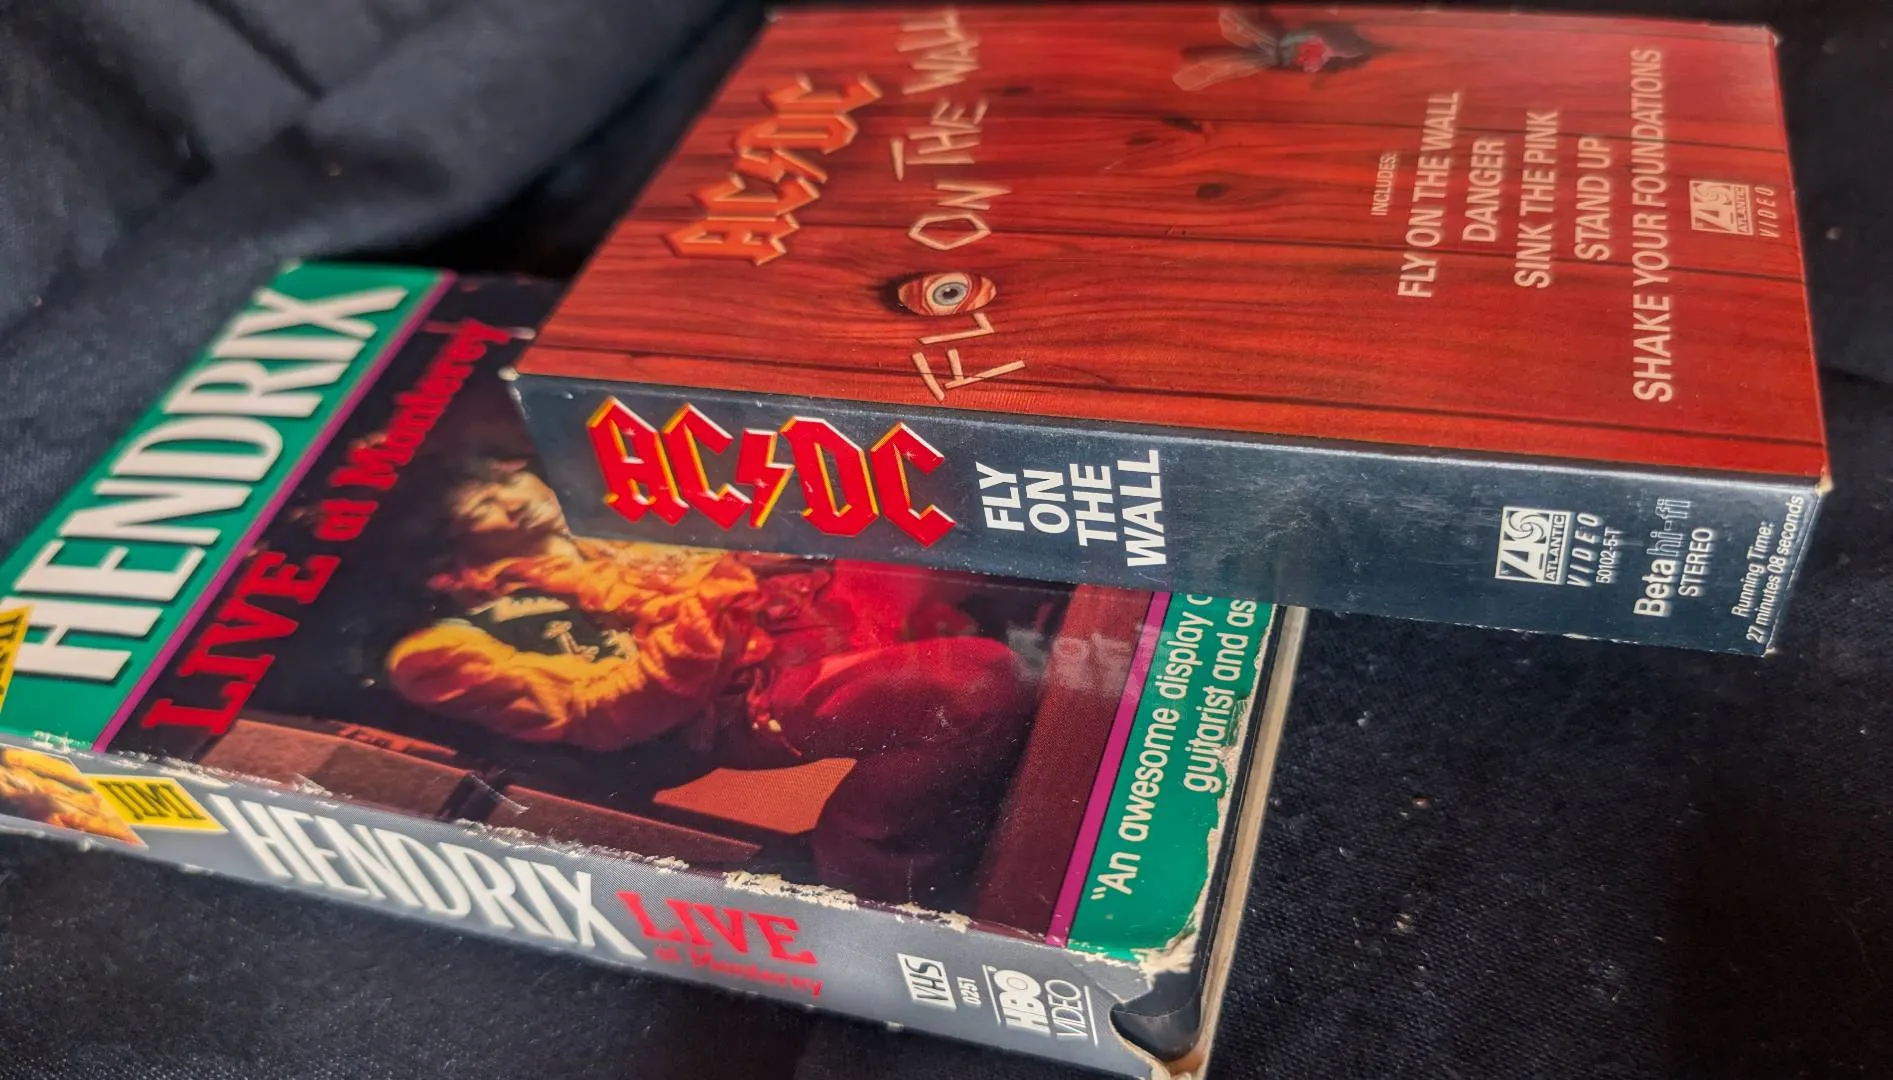 AC/DC
FLY ON THE WALL
INCLUDES:
FLY ON THE WALL
DANGER
SINK THE PINK
STAND UP
SHAKE YOUR FOUNDATIONS
ATLANTIC
VIDEO
AC/DC
FLY
ON
THE
WALL
ATLANTIC
VIDEO
50102-5-T
Beta hi-fi
STEREO
Running Time:
27 minutes 08 seconds
HENDRIX
LIVE at Monterey
"An awesome display
guitarist and as
JIMI
HENDRIX
LIVE
at Monterey
VHS
0251
HBO
VIDEO